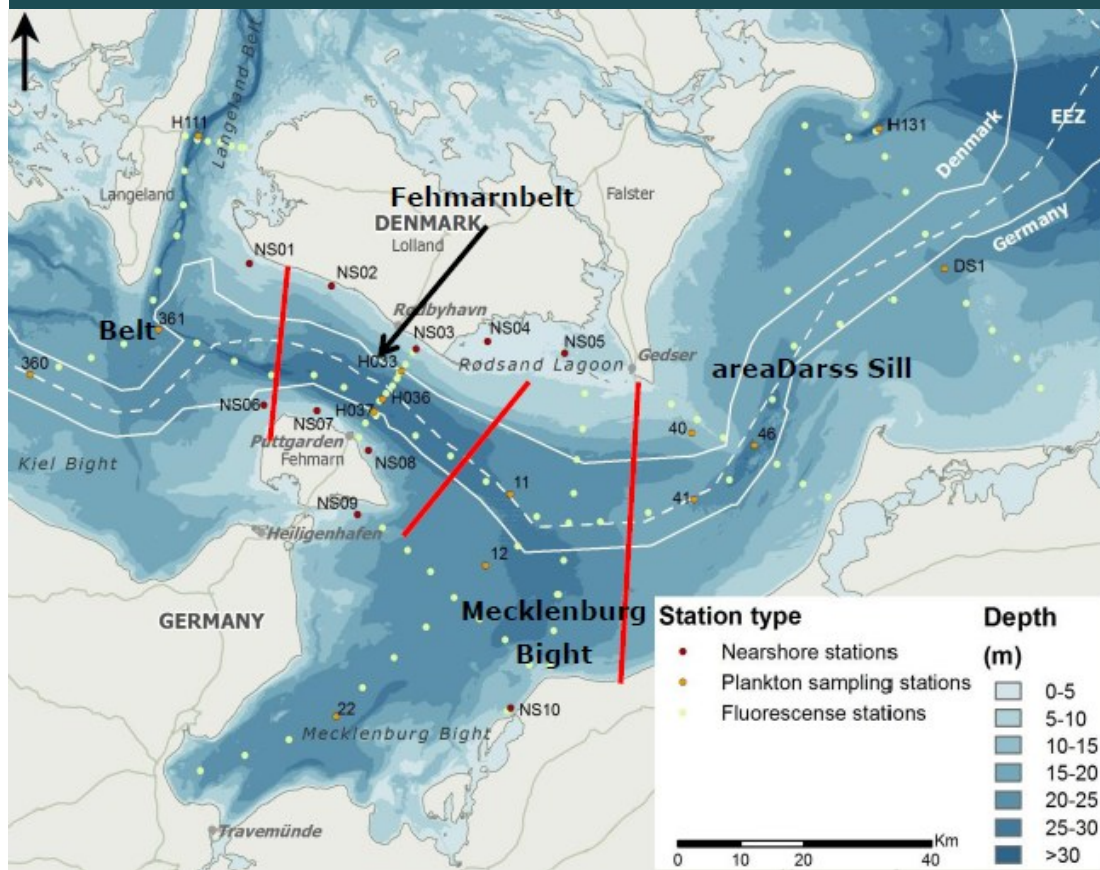 Langeland Belt
H111
H131
Denmark
EEZ
Langeland
Fehmarnbelt
Falster
DENMARK
Lolland
Germany
NS01
NS02
DS1
Rødbyhavn
Belt
361
NS03
NS04
NS05
360
H033
Rødsand Lagoon
Gedser
areaDarss Sill
NS06
NS07
H036
H037
40
46
Puttgarden
Fehmarn
NS08
Kiel Bight
11
41
NS09
Heiligenhafen
12
GERMANY
Mecklenburg
Bight
22
Mecklenburg Bight
NS10
Travemünde
Station type
Nearshore stations
Plankton sampling stations
Fluorescense stations
Depth
(m)
0-5
5-10
10-15
15-20
20-25
25-30
>30
Km
0 10 20 40